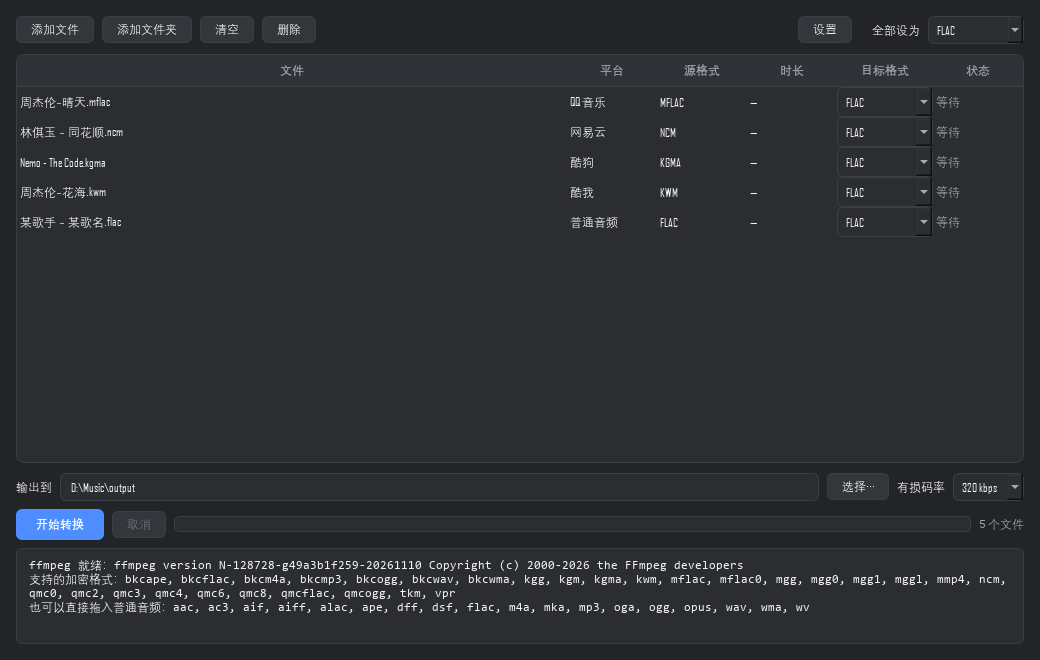 添加文件 添加文件夹 清空 删除 设置 全部设为 FLAC
文件 平台 源格式 时长 目标格式 状态
周杰伦-晴天.mflac 音乐 MFLAC — FLAC 等待
林俱玉 - 同花顺.ncm 网易云 NCM — FLAC 等待
Nemo - The Code.kgma 酷狗 KGMA — FLAC 等待
周杰伦-花海.kwm 酷我 KWM — FLAC 等待
某歌手 - 某歌名.flac 普通音频 FLAC — FLAC 等待
输出到 D:\Music\output 选择… 有损码率 320 kbps
开始转换 取消 5 个文件
ffmpeg 就绪: ffmpeg version N-128728-g49a3b1f259-20261110 Copyright (c) 2000-2026 the FFmpeg developers
支持的加密格式: bkcape, bkcflac, bkcm4a, bkcmp3, bkcogg, bkcwav, bkcwma, kgg, kgm, kgma, kwm, mflac, mflac0, mgg, mgg0, mgg1, mggl, mmp4, ncm,
qmc0, qmc2, qmc3, qmc4, qmc6, qmc8, qmcflac, qmcogg, tkm, vpr
也可以直接拖入普通音频: aac, ac3, aif, aiff, alac, ape, dff, dsf, flac, m4a, mka, mp3, oga, ogg, opus, wav, wma, wv